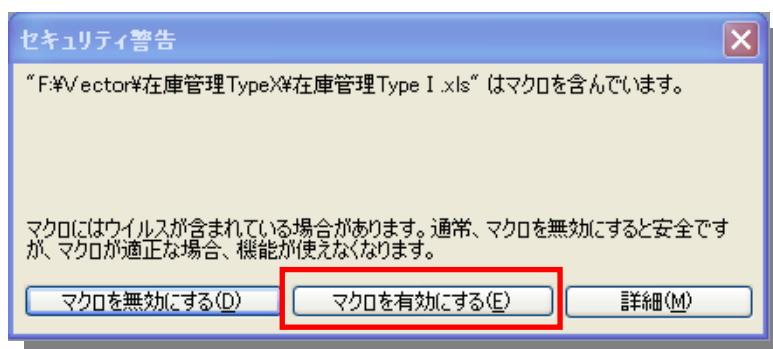 セキュリティ警告
"F:¥Vector¥在庫管理TypeX¥在庫管理TypeⅠ.xls" はマクロを含んでいます。
マクロにはウイルスが含まれている場合があります。通常、マクロを無効にすると安全です
が、マクロが適正な場合、機能が使えなくなります。
マクロを無効にする(D) マクロを有効にする(E) 詳細(M)